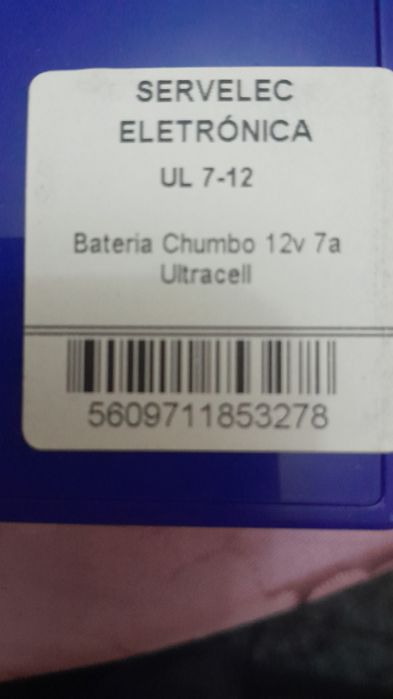 SERVELEC
ELETRÓNICA
UL 7-12
Bateria Chumbo 12v 7a
Ultracell
5609711853278